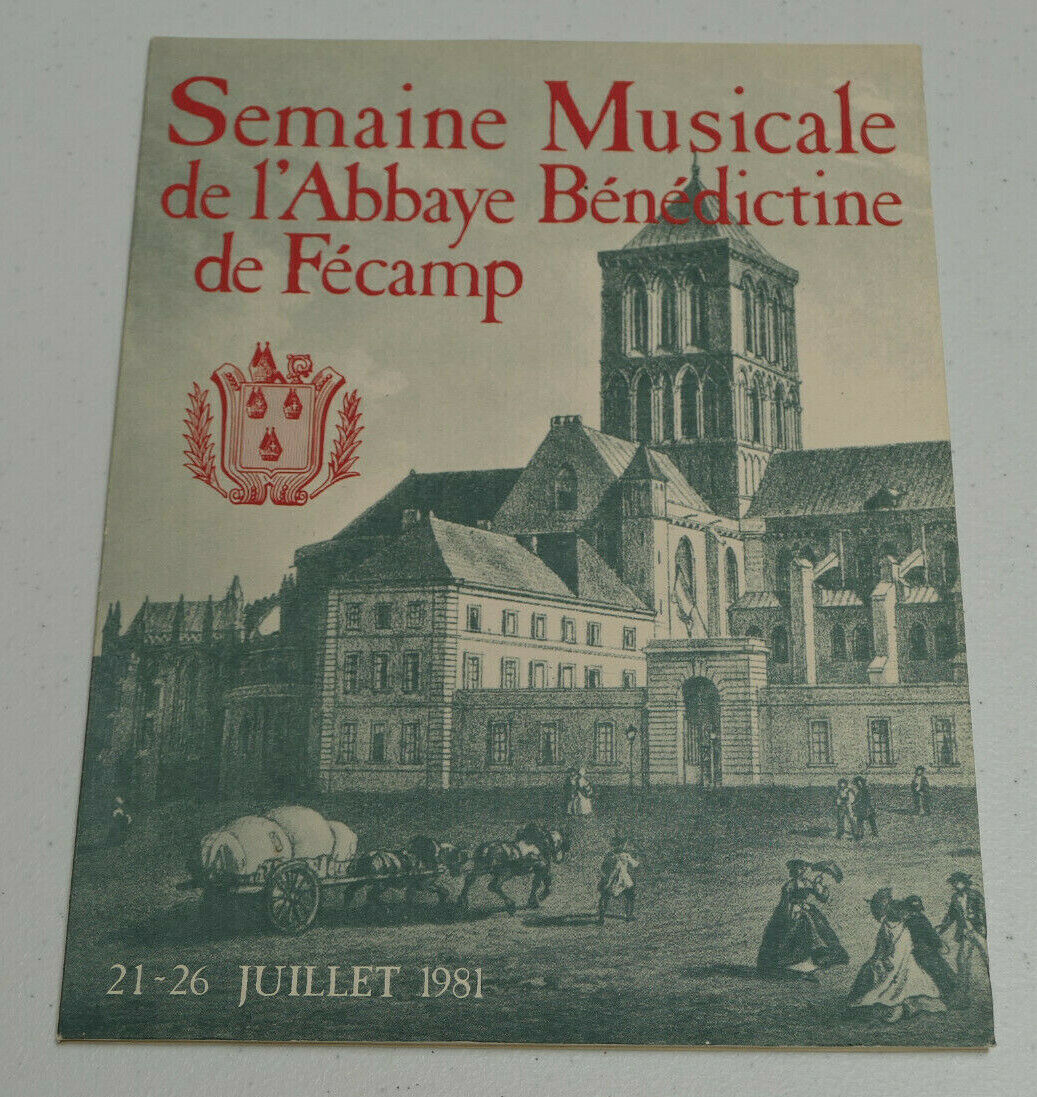 Semaine Musicale
de l'Abbaye Bénédictine
de Fécamp
21-26 JUILLET 1981